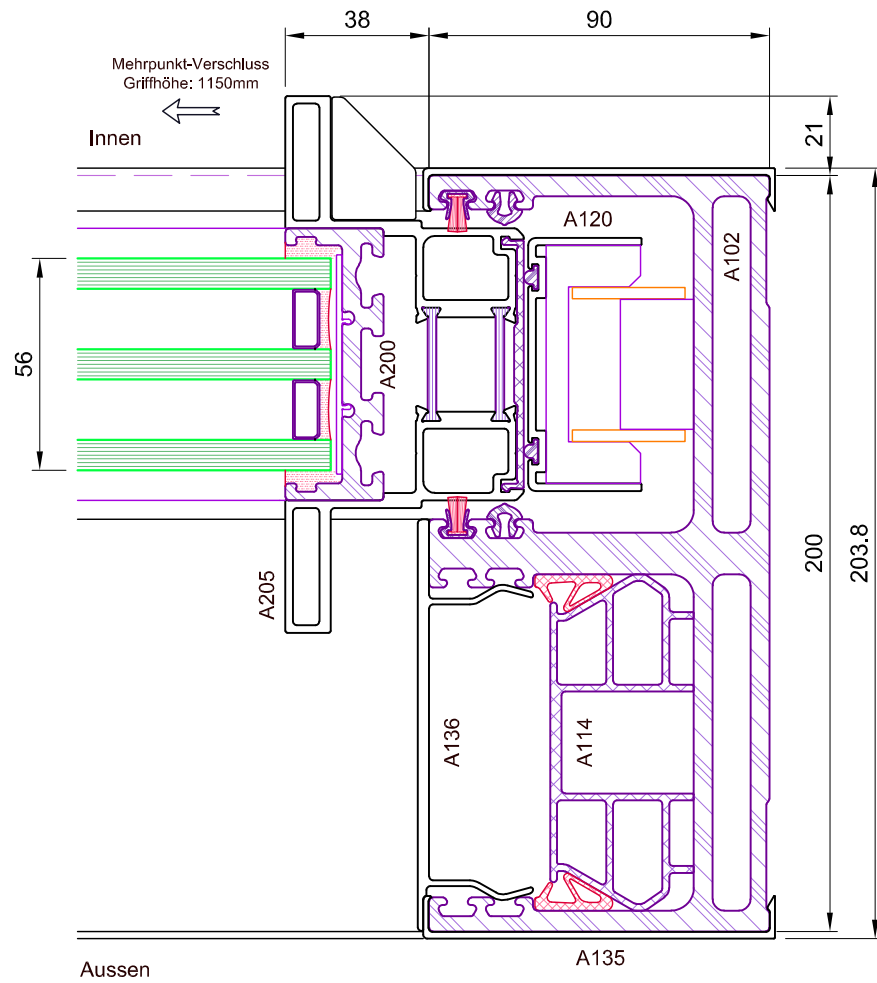 38
90
Mehrpunkt-Verschluss
Griffhöhe: 1150mm
21
Innen
A120
A102
56
A200
200
203.8
A205
A136
A114
A135
Aussen